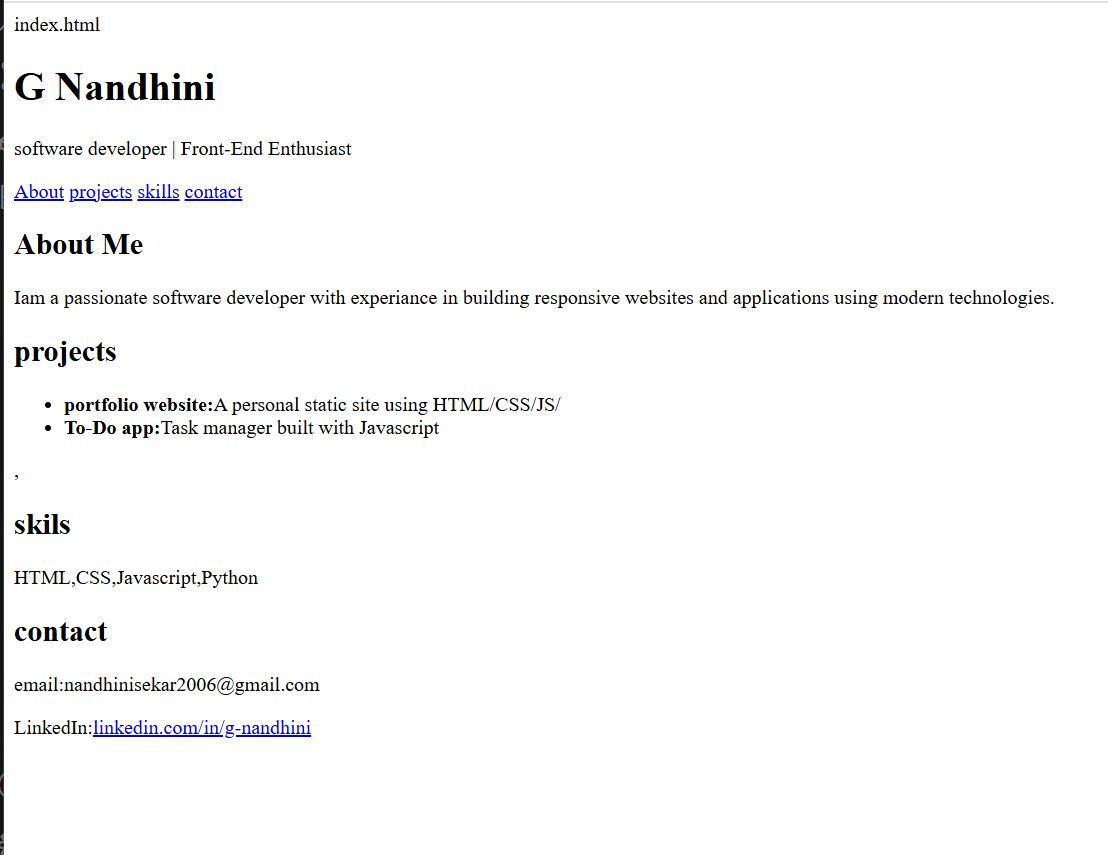 index.html
G Nandhini
software developer | Front-End Enthusiast
About projects skills contact
About Me
Iam a passionate software developer with experiance in building responsive websites and applications using modern technologies.
projects
• portfolio website:A personal static site using HTML/CSS/JS/
• To-Do app:Task manager built with Javascript
,
skils
HTML,CSS,Javascript,Python
contact
email:nandhinisekar2006@gmail.com
LinkedIn:linkedin.com/in/g-nandhini